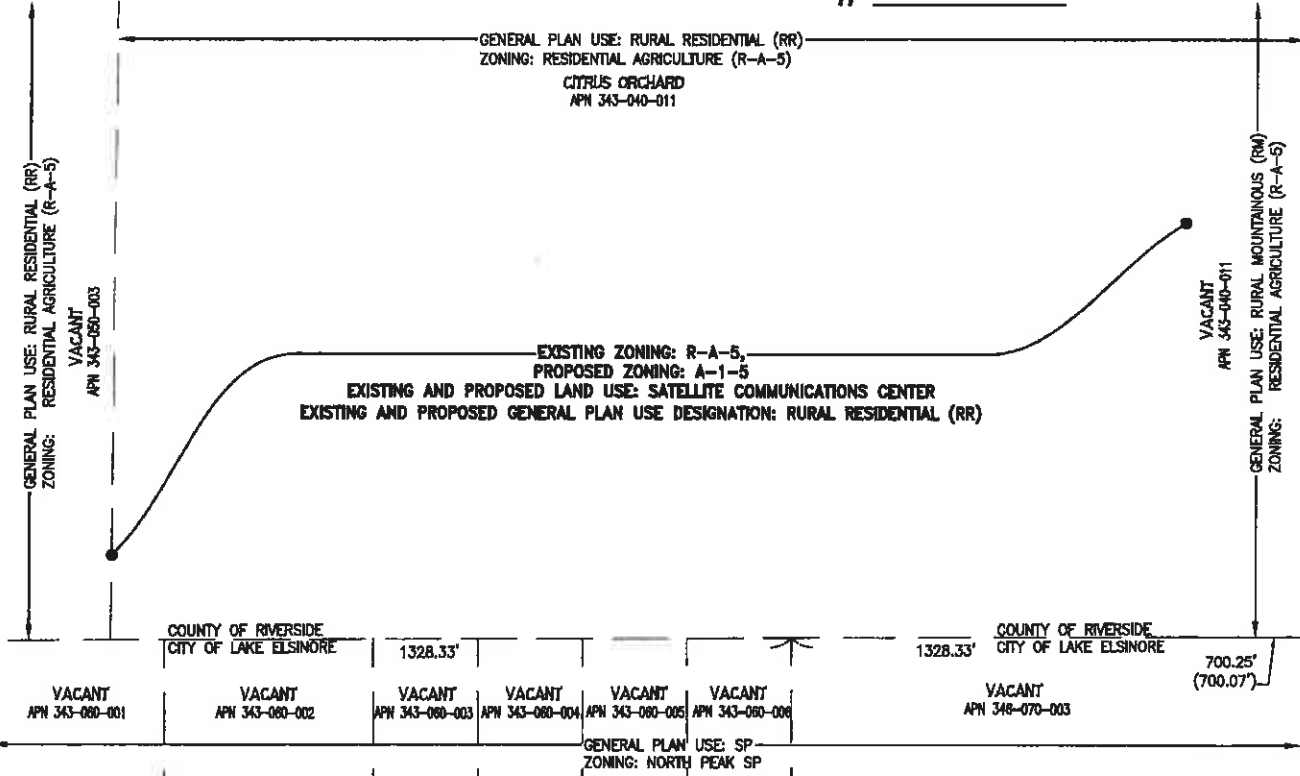 GENERAL PLAN USE: RURAL RESIDENTIAL (RR)
ZONING: RESIDENTIAL AGRICULTURE (R-A-5)
CITRUS ORCHARD
APN 343-040-011
GENERAL PLAN USE: RURAL RESIDENTIAL (RR)
ZONING: RESIDENTIAL AGRICULTURE (R-A-5)
VACANT
APN 343-050-003
EXISTING ZONING: R-A-5,
PROPOSED ZONING: A-1-5
EXISTING AND PROPOSED LAND USE: SATELLITE COMMUNICATIONS CENTER
EXISTING AND PROPOSED GENERAL PLAN USE DESIGNATION: RURAL RESIDENTIAL (RR)
VACANT
APN 343-040-011
GENERAL PLAN USE: RURAL MOUNTAINOUS (RM)
ZONING: RESIDENTIAL AGRICULTURE (R-A-5)
COUNTY OF RIVERSIDE
CITY OF LAKE ELSINORE
1328.33'
1328.33'
COUNTY OF RIVERSIDE
CITY OF LAKE ELSINORE
700.25'
(700.07')
VACANT
APN 343-060-001
VACANT
APN 343-060-002
VACANT
APN 343-060-003
VACANT
APN 343-060-004
VACANT
APN 343-060-005
VACANT
APN 343-060-006
VACANT
APN 346-070-003
GENERAL PLAN USE: SP
ZONING: NORTH PEAK SP